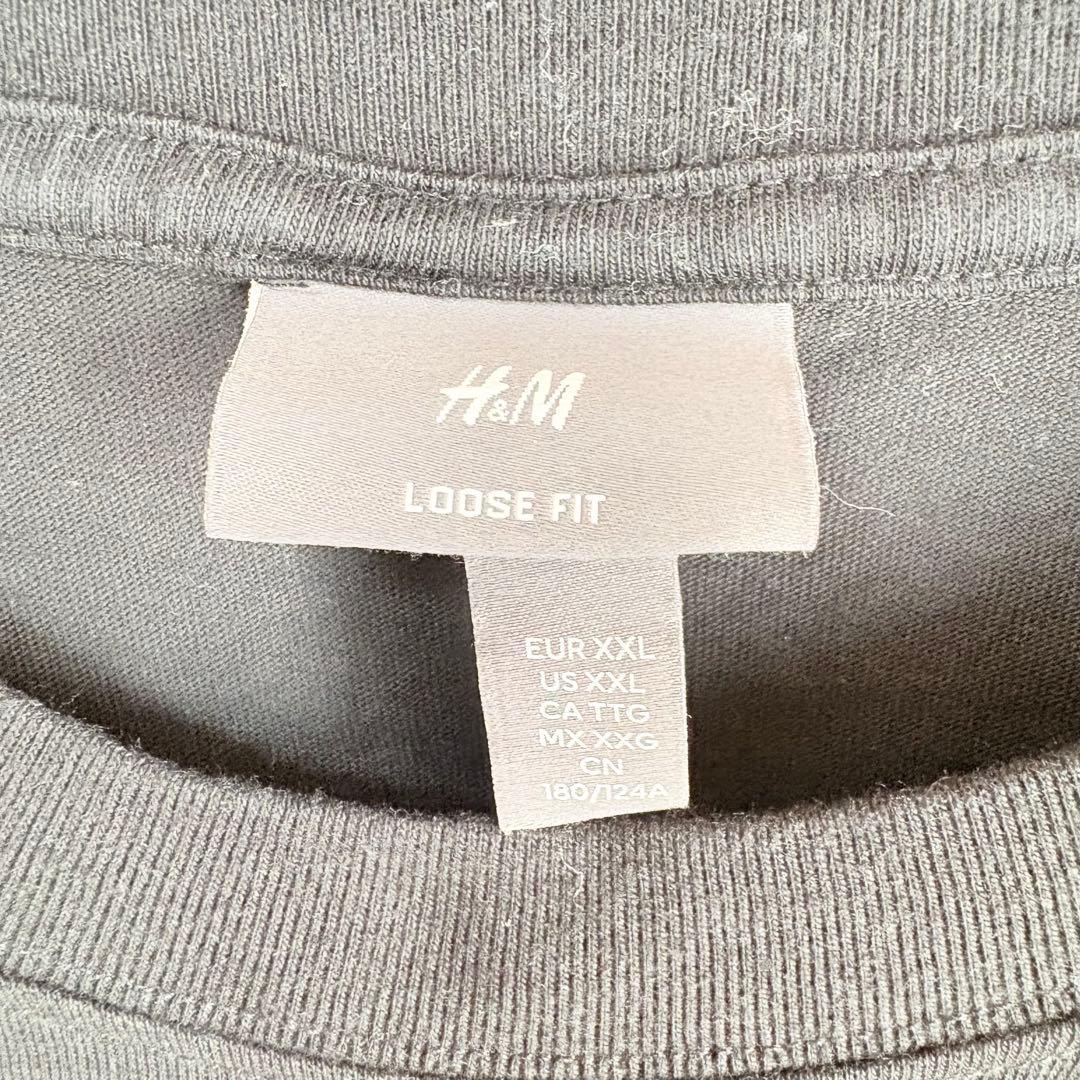 H&M
LOOSE FIT
EUR XXL
US XXL
CA TTG
MX XXG
CN
180/124A